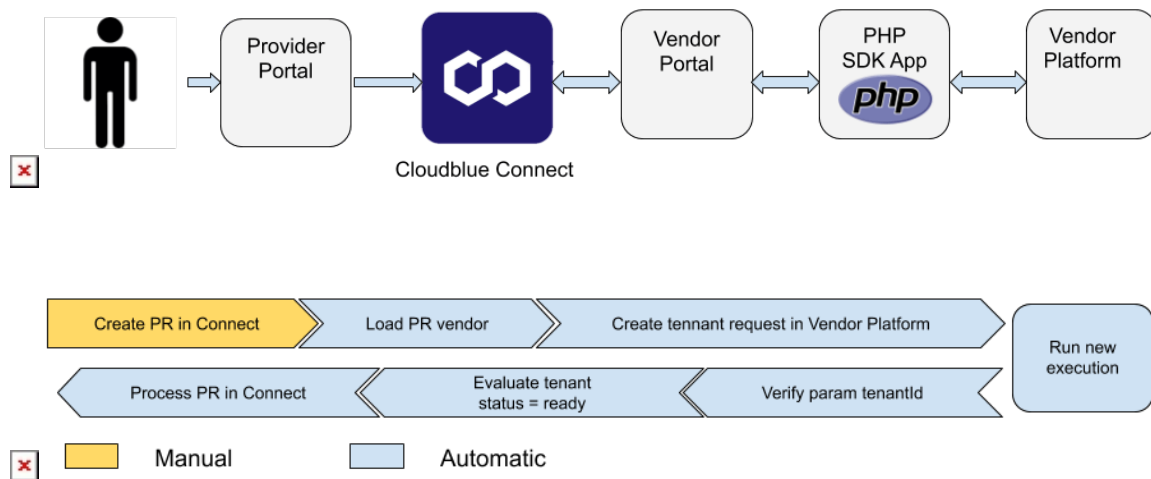 Provider
Portal
Vendor
Portal
PHP
SDK App
php
Vendor
Platform
Cloudblue Connect
Create PR in Connect
Load PR vendor
Create tennant request in Vendor Platform
Run new
execution
Process PR in Connect
Evaluate tenant
status = ready
Verify param tenantId
Manual
Automatic